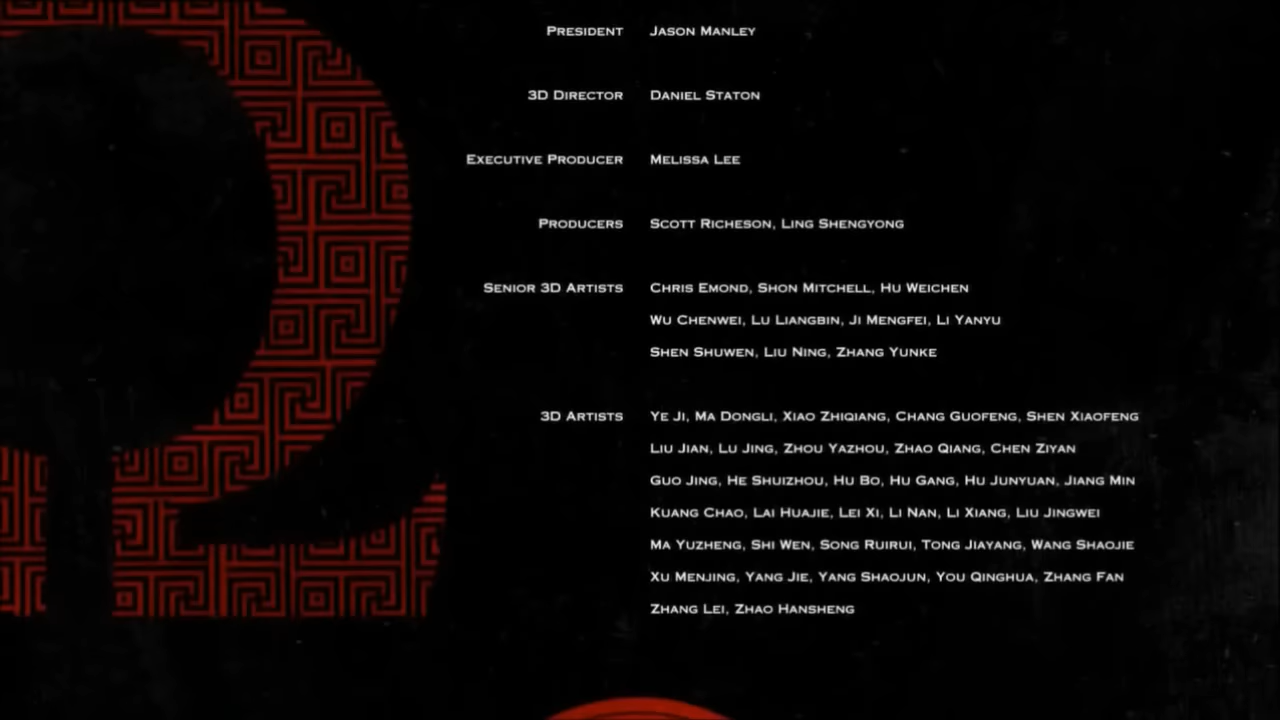 President Jason Manley
3D Director Daniel Staton
Executive Producer Melissa Lee
Producers Scott Richeson, Ling Shengyong
Senior 3D Artists Chris Emond, Shon Mitchell, Hu Weichen
Wu Chenwei, Lu Liangbin, Ji Mengfei, Li Yanyu
Shen Shuwen, Liu Ning, Zhang Yunke
3D Artists Ye Ji, Ma Dongli, Xiao Zhiqiang, Chang Guofeng, Shen Xiaofeng
Liu Jian, Lu Jing, Zhou Yazhou, Zhao Qiang, Chen Ziyan
Guo Jing, He Shuizhou, Hu Bo, Hu Gang, Hu Junyuan, Jiang Min
Kuang Chao, Lai Huajie, Lei Xi, Li Nan, Li Xiang, Liu Jingwei
Ma Yuzheng, Shi Wen, Song Ruirui, Tong Jiayang, Wang Shaojie
Xu Menjing, Yang Jie, Yang Shaojun, You Qinghua, Zhang Fan
Zhang Lei, Zhao Hansheng